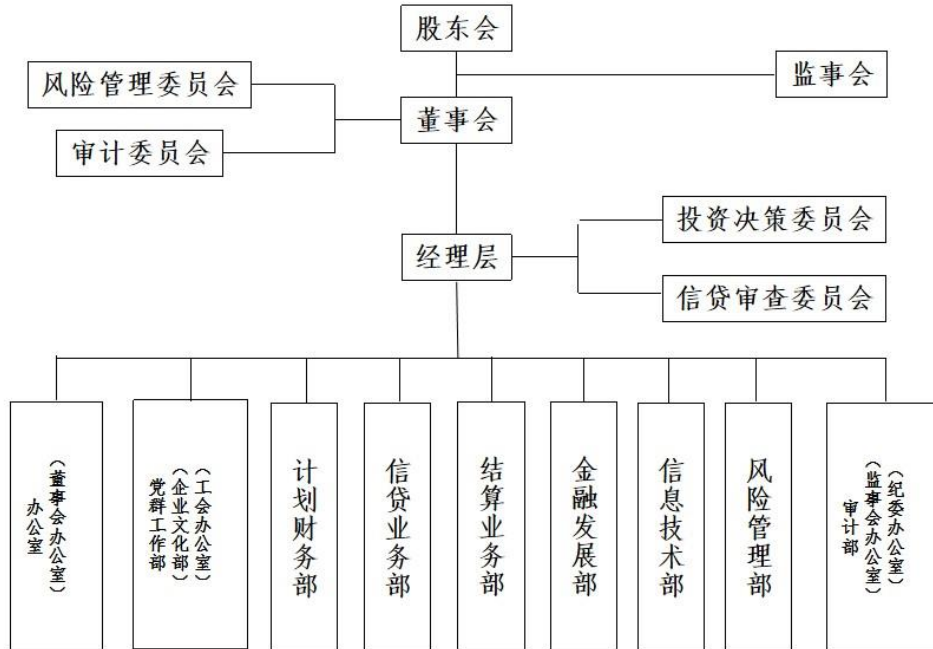 股东会
监事会
风险管理委员会
董事会
审计委员会
投资决策委员会
经理层
信贷审查委员会
办公室
（董事会办公室）
党群工作部
（企业文化部）
（工会办公室）
计划财务部
信贷业务部
结算业务部
金融发展部
信息技术部
风险管理部
审计部
（监事会办公室）
（纪委办公室）